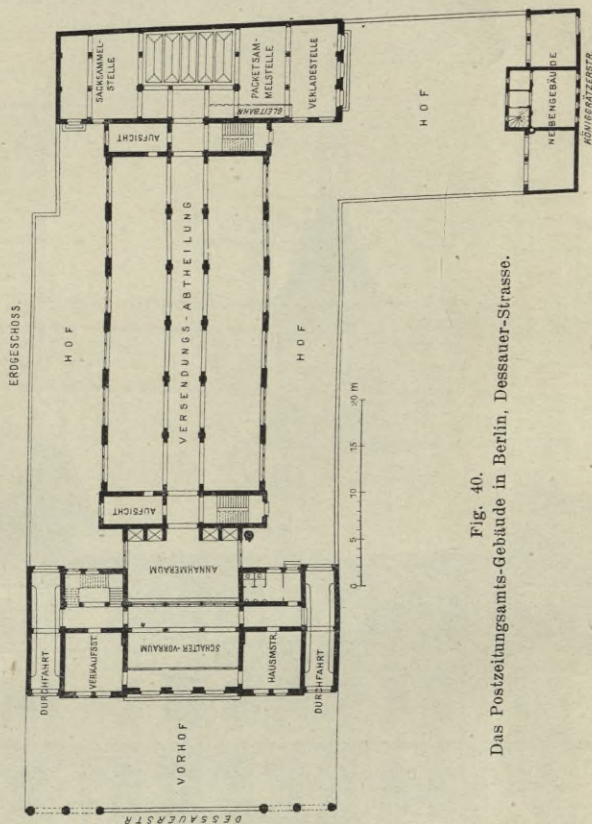 ERDGESCHOSS.
SACKSAMMEL-
STELLE
PACKETSAM-
MELSTELLE
VERLADESTELLE
GLEITBAHN
AUFSICHT
HOF
HOF
NEBENGEBÄUDE
KÖNIGGRÄTZERSTR.
VERSENDUNGS-ABTHEILUNG
HOF
AUFSICHT
ANNAHMERAUM
DURCHFAHRT
VERKAUFSST.
SCHALTER-VORRAUM
HAUSMSTR.
DURCHFAHRT
VORHOF
DESSAUERSTR
0 5 10 15 20 m
Fig. 40.
Das Postzeitungsamts-Gebäude in Berlin, Dessauer-Strasse.